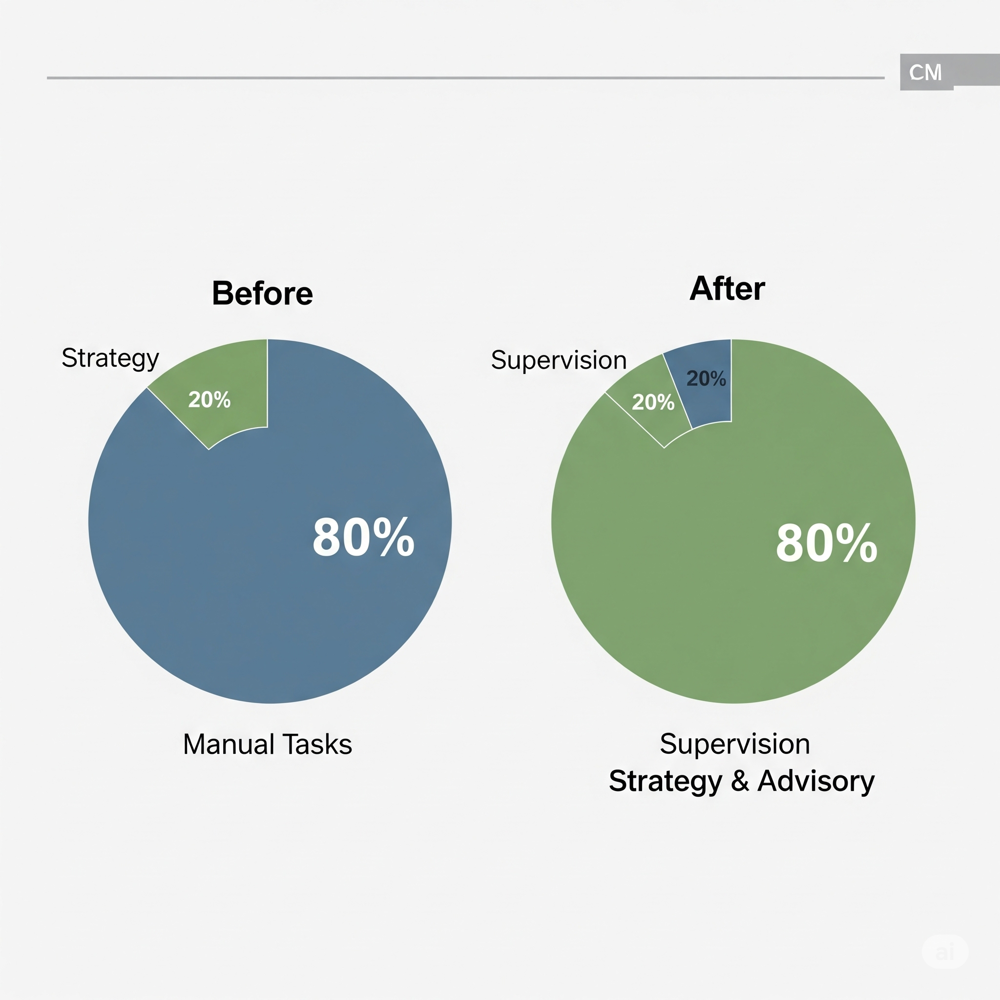 CM
Before
After
Strategy
20%
80%
Manual Tasks
Supervision
20%
20%
80%
Supervision
Strategy & Advisory
ai